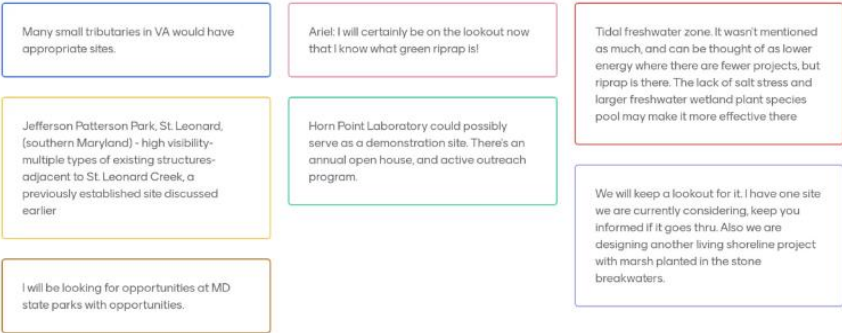 Many small tributaries in VA would have
appropriate sites.
Jefferson Patterson Park, St. Leonard,
(southern Maryland) - high visibility-
multiple types of existing structures-
adjacent to St. Leonard Creek, a
previously established site discussed
earlier
I will be looking for opportunities at MD
state parks with opportunities.
Ariel: I will certainly be on the lookout now
that I know what green riprap is!
Horn Point Laboratory could possibly
serve as a demonstration site. There's an
annual open house, and active outreach
program.
Tidal freshwater zone. It wasn't mentioned
as much, and can be thought of as lower
energy where there are fewer projects, but
riprap is there. The lack of salt stress and
larger freshwater wetland plant species
pool may make it more effective there
We will keep a lookout for it. I have one site
we are currently considering, keep you
informed if it goes thru. Also we are
designing another living shoreline project
with marsh planted in the stone
breakwaters.